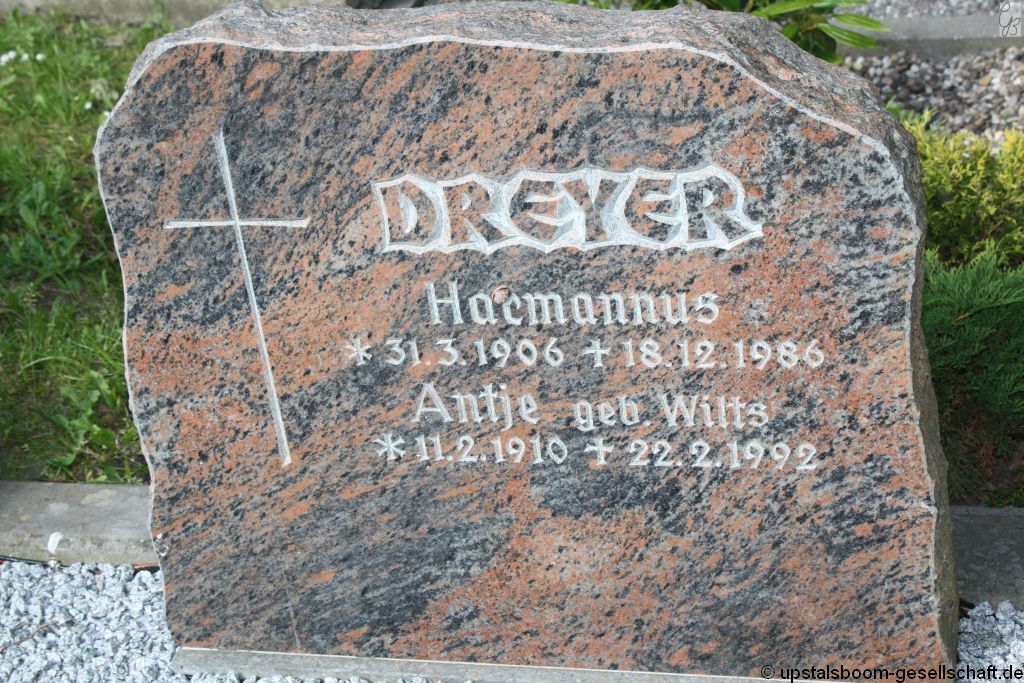 DREYER
Harmannus
* 31.3.1906 † 18.12.1986
Antje geb. Wilts
* 11.2.1910 † 22.2.1992
© upstalsboom-gesellschaft.de